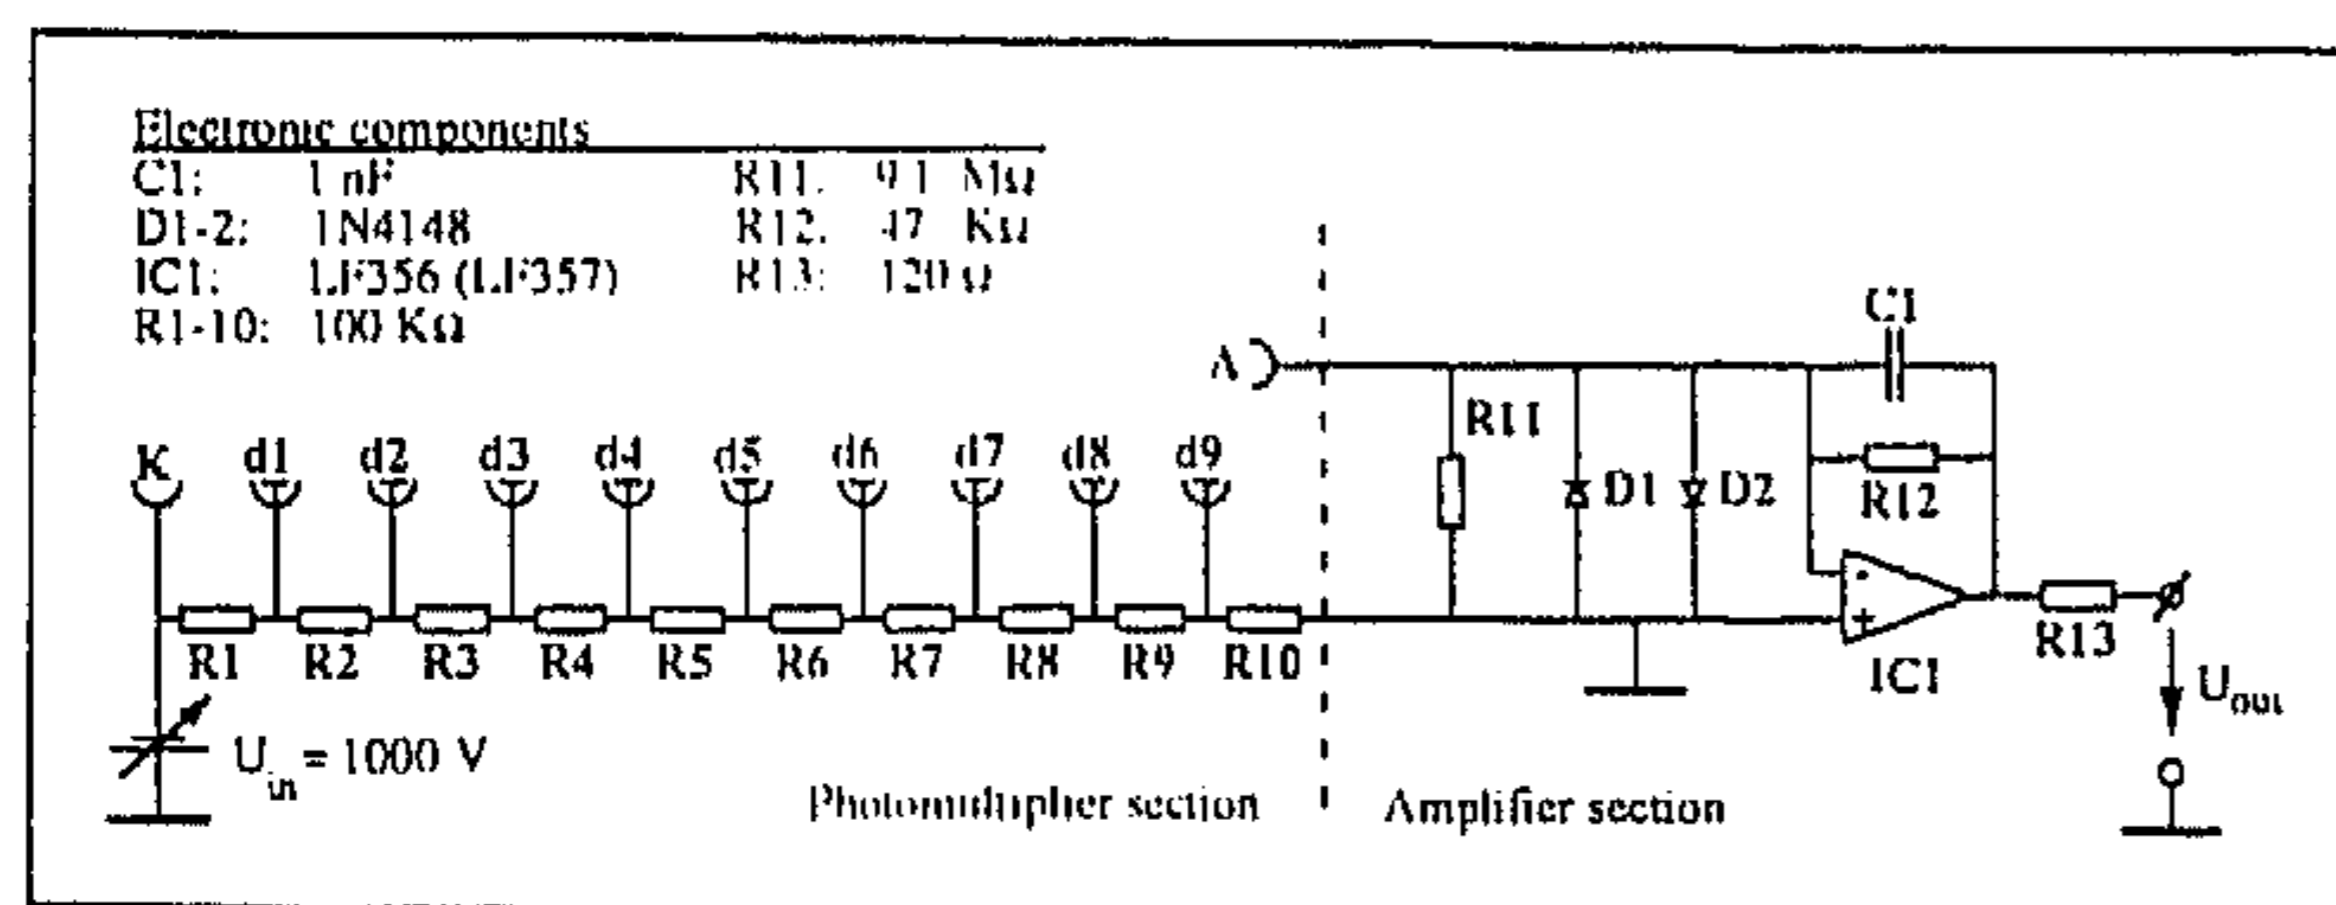 Electronic components
C1: 1 nF R11. 9 1 MΩ
D1-2: 1N4148 R12. 47 KΩ
IC1: LF356 (LF357) R13: 120 Ω
R1-10: 100 KΩ
C1
A
R11
K d1 d2 d3 d4 d5 d6 d7 d8 d9
D1 D2
R12
- 
+
R1 R2 R3 R4 R5 R6 R7 R8 R9 R10
IC1
R13
U out
U in = 1000 V
Photomultiplier section
Amplifier section